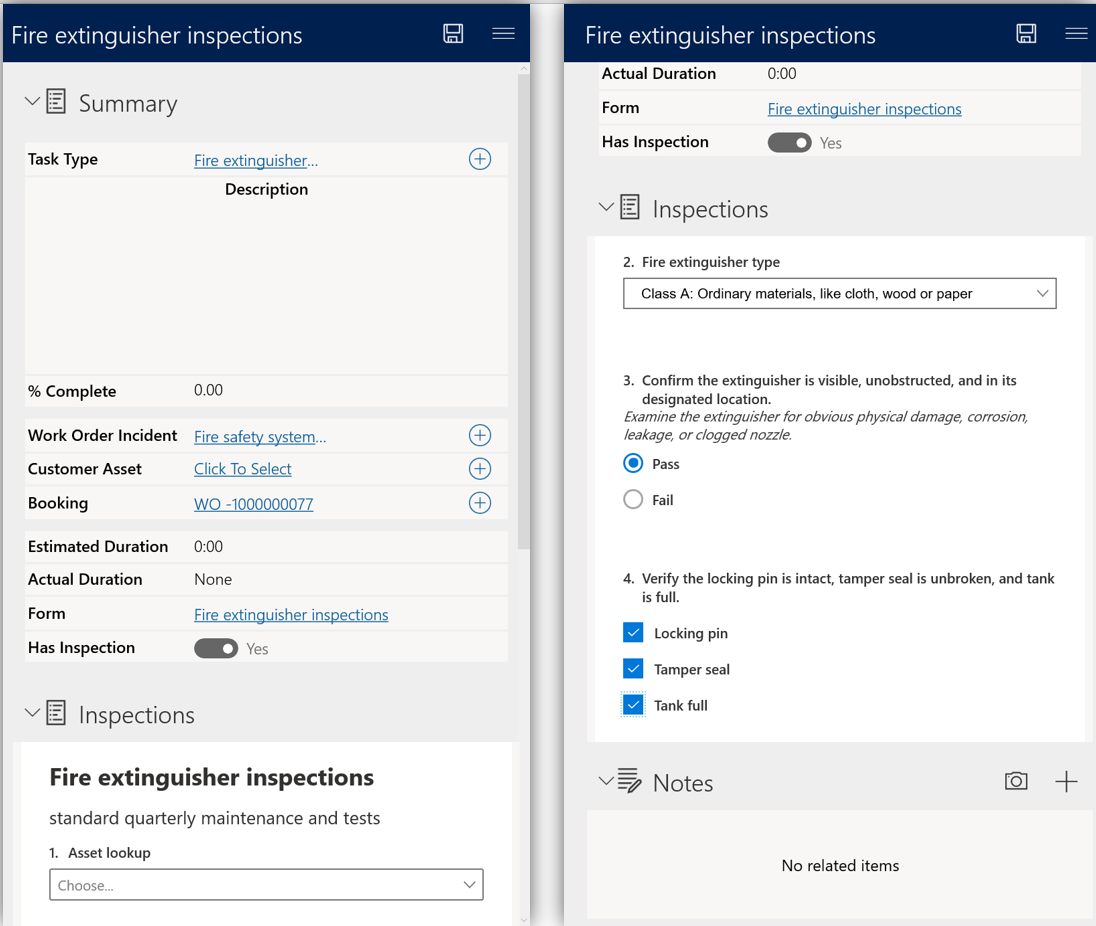 Fire extinguisher inspections
Summary
Task Type Fire extinguisher...
Description
% Complete 0.00
Work Order Incident Fire safety system...
Customer Asset Click To Select
Booking WO -1000000077
Estimated Duration 0:00
Actual Duration None
Form Fire extinguisher inspections
Has Inspection Yes
Inspections
Fire extinguisher inspections
standard quarterly maintenance and tests
1. Asset lookup
Choose...
Fire extinguisher inspections
Actual Duration 0:00
Form Fire extinguisher inspections
Has Inspection Yes
Inspections
2. Fire extinguisher type
Class A: Ordinary materials, like cloth, wood or paper
3. Confirm the extinguisher is visible, unobstructed, and in its
designated location.
Examine the extinguisher for obvious physical damage, corrosion,
leakage, or clogged nozzle.
Pass
Fail
4. Verify the locking pin is intact, tamper seal is unbroken, and tank
is full.
Locking pin
Tamper seal
Tank full
Notes
No related items